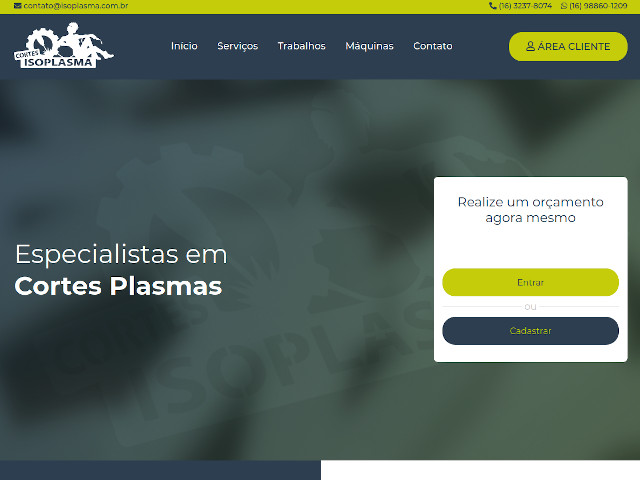 contato@isoplasma.com.br
(16) 3237-8074
(16) 98860-1209
CORTES
ISOPLASMA
Início
Serviços
Trabalhos
Máquinas
Contato
ÁREA CLIENTE
Realize um orçamento
agora mesmo
Especialistas em
Cortes Plasmas
Entrar
ou
Cadastrar
ISOPLASMA